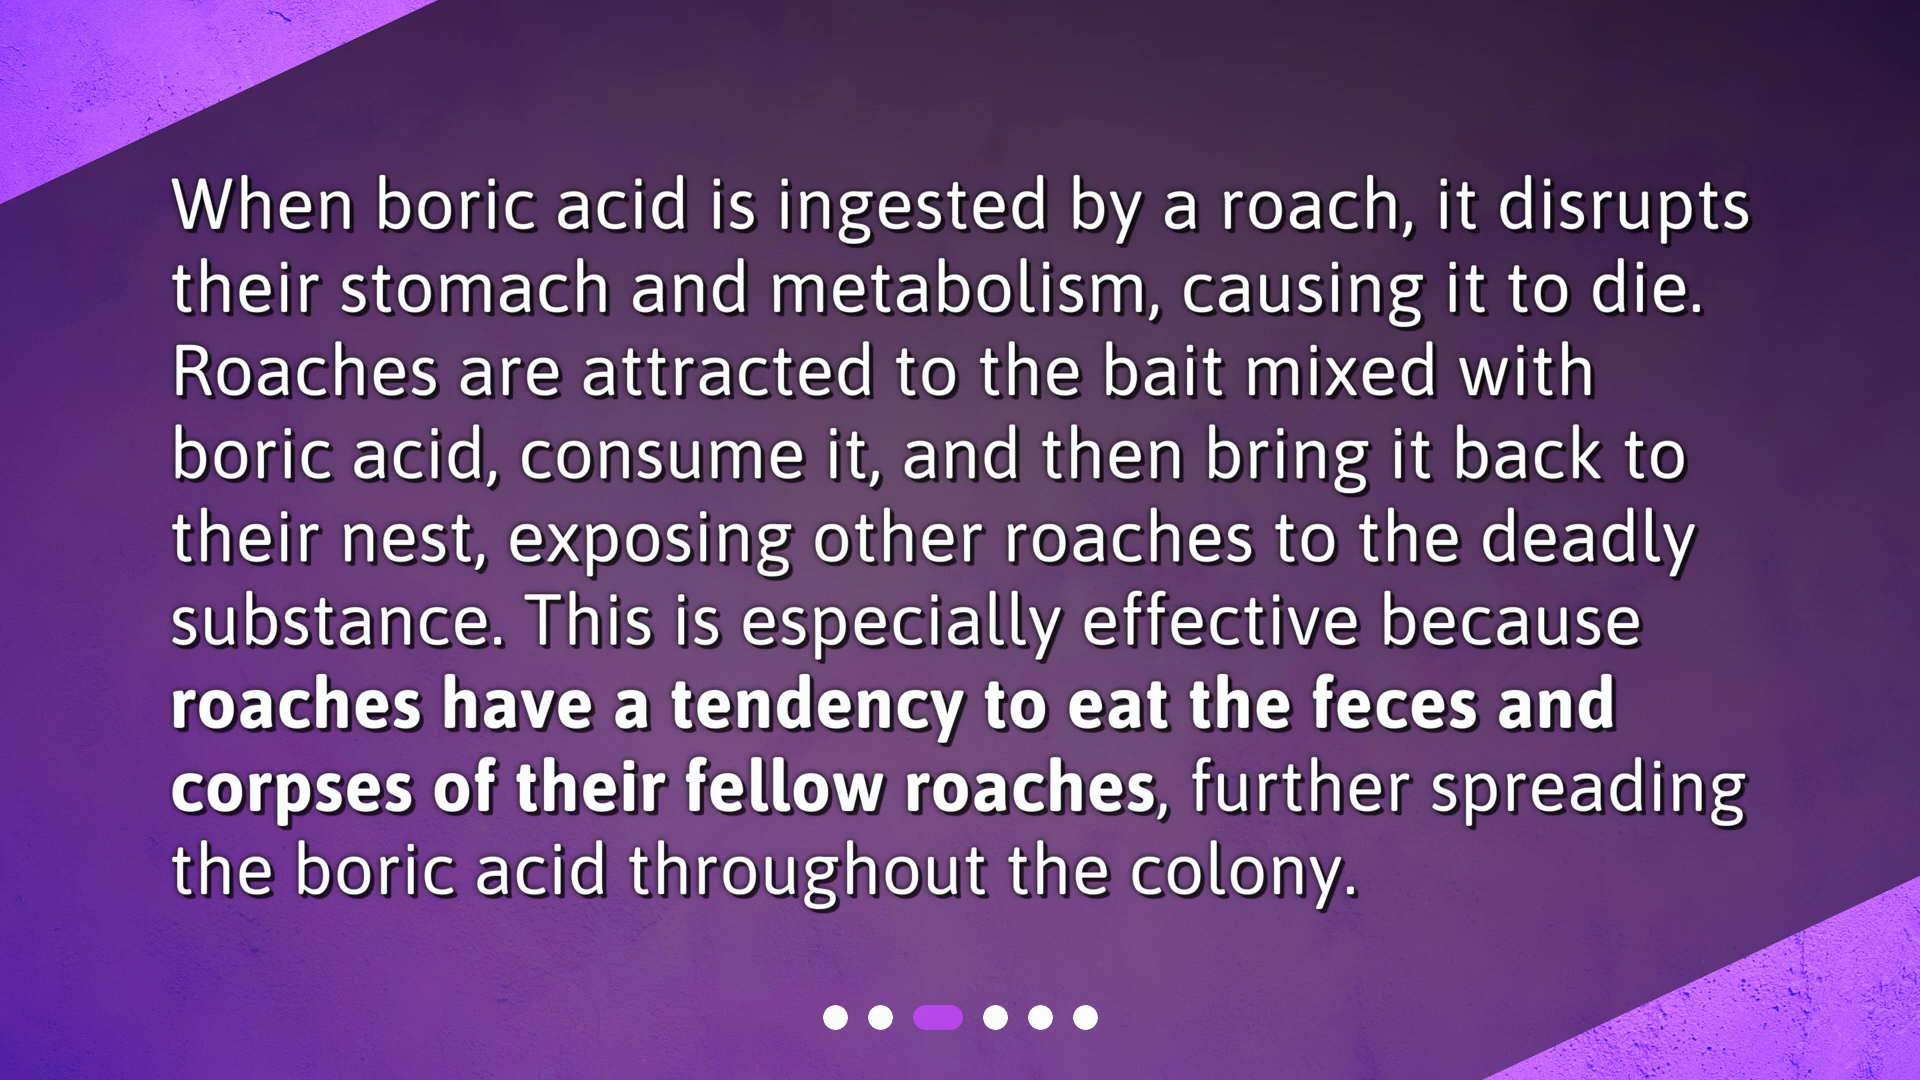 When boric acid is ingested by a roach, it disrupts
their stomach and metabolism, causing it to die.
Roaches are attracted to the bait mixed with
boric acid, consume it, and then bring it back to
their nest, exposing other roaches to the deadly
substance. This is especially effective because
roaches have a tendency to eat the feces and
corpses of their fellow roaches, further spreading
the boric acid throughout the colony.